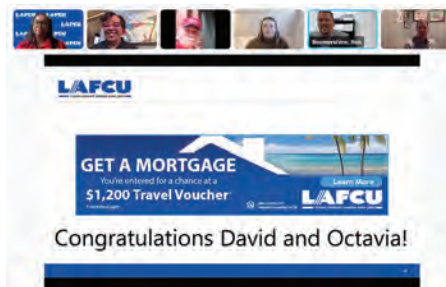 LAFCU
GET A MORTGAGE
You're entered for a chance at a
$1,200 Travel Voucher
Learn More
LAFCU
Congratulations David and Octavia!